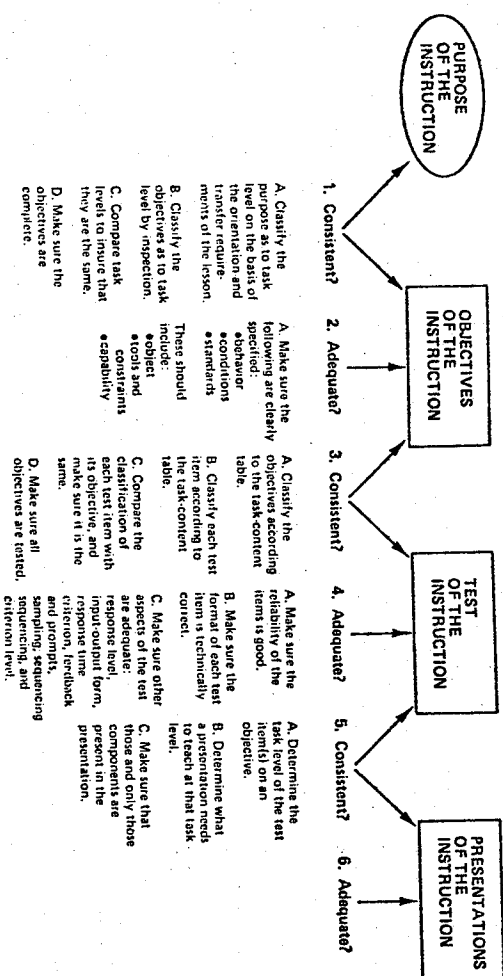 PURPOSE
OF THE
INSTRUCTION
OBJECTIVES
OF THE
INSTRUCTION
TEST
OF THE
INSTRUCTION
PRESENTATIONS
OF THE
INSTRUCTION
1. Consistent?
2. Adequate?
3. Consistent?
4. Adequate?
5. Consistent?
6. Adequate?
A. Classify the
purpose as to task
level on the basis of
the orientation and
transfer require-
ments of the lesson.
B. Classify the
objectives as to task
level by inspection.
C. Compare task
levels to insure that
they are the same.
D. Make sure the
objectives are
complete.
A. Make sure the
following are clearly
specified:
•behavior
•conditions
•standards
These should
include:
•object
•tools and
constraints
•capability
A. Classify the
objectives according
to the task-content
table.
B. Classify each test
item according to
the task-content
table.
C. Compare the
classification of
each test item with
its objective, and
make sure it is the
same.
D. Make sure all
objectives are tested.
A. Make sure the
reliability of the
items is good.
B. Make sure the
format of each test
item is technically
correct.
C. Make sure other
aspects of the test
are adequate:
response level,
input-output form,
response time
criterion, feedback
and prompts,
sampling; sequencing
sequencing, and
criterion level.
A. Determine the
task level of the test
item(s) on an
objective.
B. Determine what
a presentation needs
to teach at that task
level.
C. Make sure that
those and only those
components are
present in the
presentation.